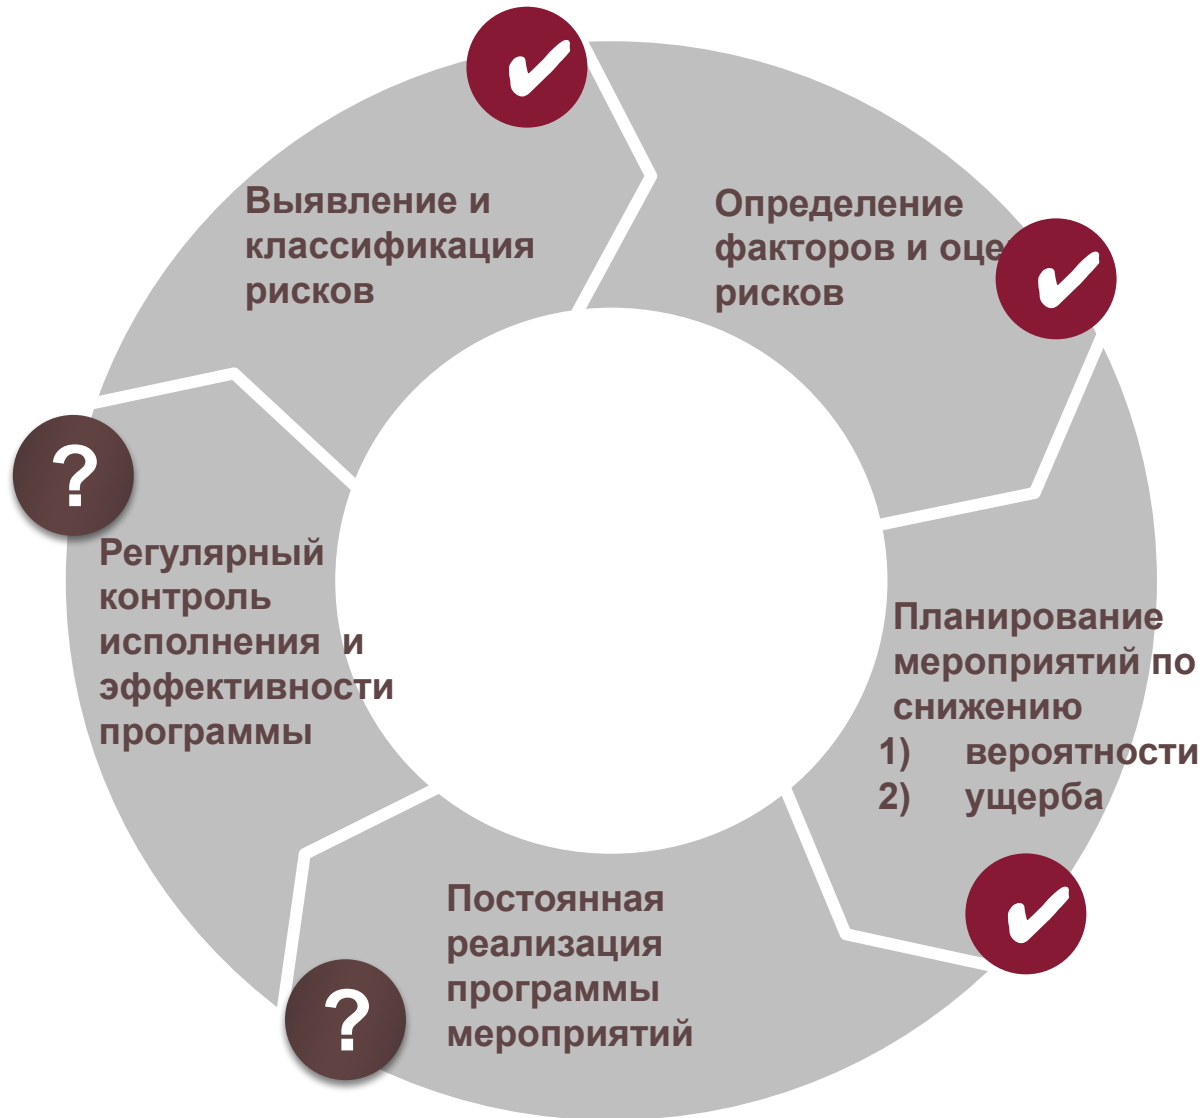 Выявление и
классификация
рисков
Определение
факторов и оце
рисков
Планирование
мероприятий по
снижению
1) вероятности
2) ущерба
Постоянная
реализация
программы
мероприятий
?
Регулярный
контроль
исполнения и
эффективности
программы
?